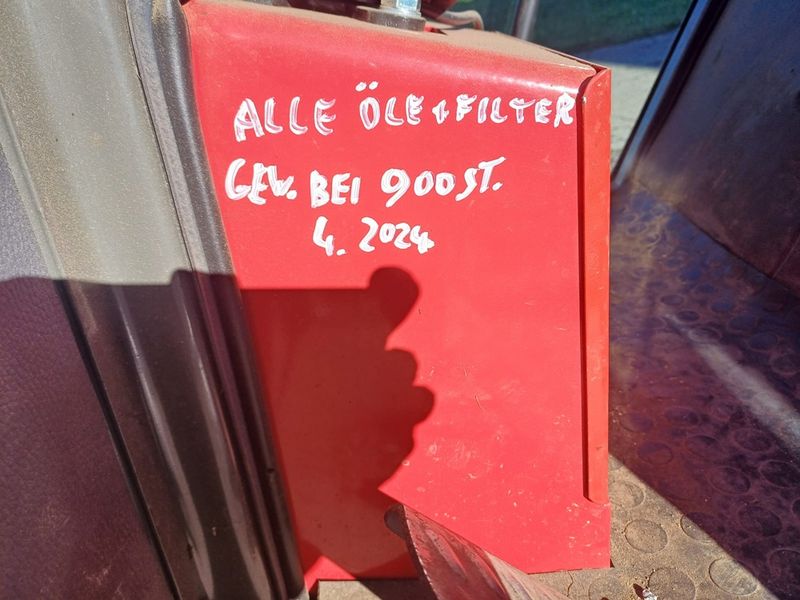 ALLE ÖLE + FILTER
GEW. BEI 900 ST.
4. 2024